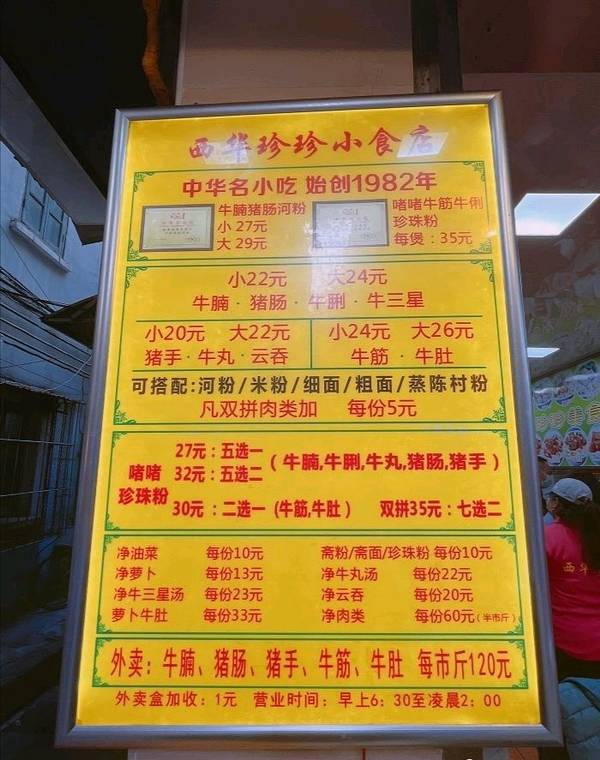 西华珍珍小食店
中华名小吃 始创1982年
牛腩猪肠河粉
小 27元
大 29元
啫啫牛筋牛俐
珍珠粉
每煲：35元
小22元 大24元
牛腩·猪肠·牛脷·牛三星
小20元 大22元
猪手·牛丸·云吞
小24元 大26元
牛筋·牛肚
可搭配:河粉/米粉/细面/粗面/蒸陈村粉
凡双拼肉类加 每份5元
啫啫
珍珠粉
27元：五选一
32元：五选二
(牛腩,牛脷,牛丸,猪肠,猪手)
30元：二选一(牛筋,牛肚) 双拼35元：七选二
净油菜 每份10元
净萝卜 每份13元
净牛三星汤 每份23元
萝卜牛肚 每份33元
斋粉/斋面/珍珠粉 每份10元
净牛丸汤 每份22元
净云吞 每份20元
净肉类 每份60元(半市斤)
外卖：牛腩、猪肠、猪手、牛筋、牛肚 每市斤120元
外卖盒加收：1元 营业时间：早上6：30至凌晨2：00
西华